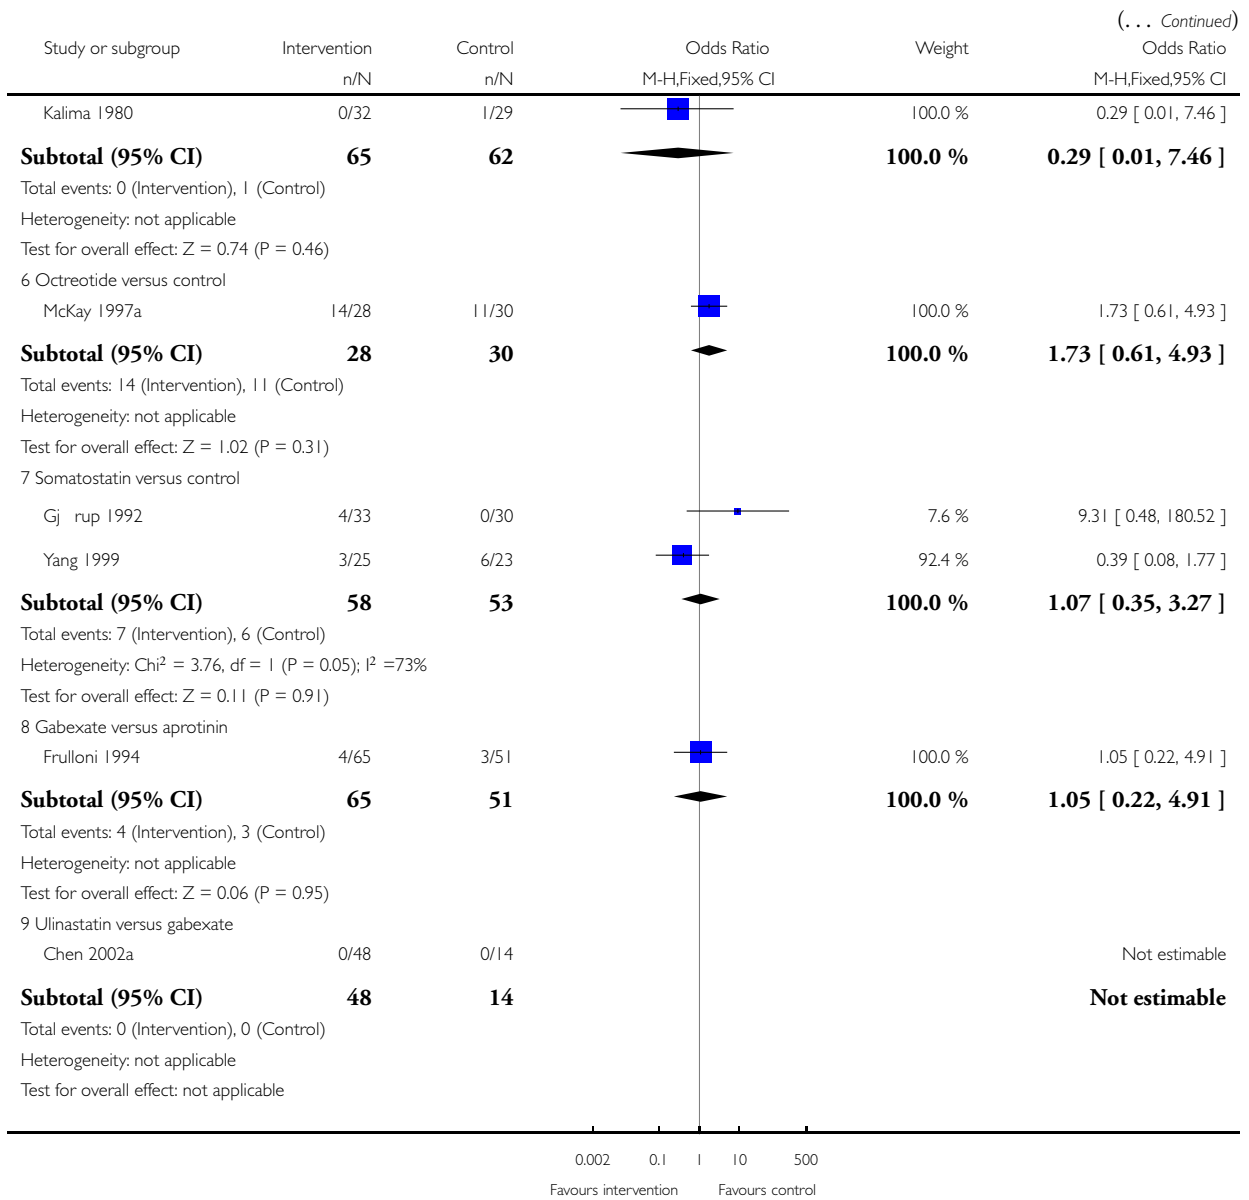 (... Continued)
Study or subgroup Intervention Control Odds Ratio Weight Odds Ratio
n/N n/N M-H,Fixed,95% CI M-H,Fixed,95% CI
Kalima 1980 0/32 1/29 100.0 % 0.29 [ 0.01, 7.46 ]
Subtotal (95% CI) 65 62 100.0 % 0.29 [ 0.01, 7.46 ]
Total events: 0 (Intervention), 1 (Control)
Heterogeneity: not applicable
Test for overall effect: Z = 0.74 (P = 0.46)
6 Octreotide versus control
McKay 1997a 14/28 11/30 100.0 % 1.73 [ 0.61, 4.93 ]
Subtotal (95% CI) 28 30 100.0 % 1.73 [ 0.61, 4.93 ]
Total events: 14 (Intervention), 11 (Control)
Heterogeneity: not applicable
Test for overall effect: Z = 1.02 (P = 0.31)
7 Somatostatin versus control
Gj rup 1992 4/33 0/30 7.6 % 9.31 [ 0.48, 180.52 ]
Yang 1999 3/25 6/23 92.4 % 0.39 [ 0.08, 1.77 ]
Subtotal (95% CI) 58 53 100.0 % 1.07 [ 0.35, 3.27 ]
Total events: 7 (Intervention), 6 (Control)
Heterogeneity: Chi² = 3.76, df = 1 (P = 0.05); I² =73%
Test for overall effect: Z = 0.11 (P = 0.91)
8 Gabexate versus aprotinin
Frulloni 1994 4/65 3/51 100.0 % 1.05 [ 0.22, 4.91 ]
Subtotal (95% CI) 65 51 100.0 % 1.05 [ 0.22, 4.91 ]
Total events: 4 (Intervention), 3 (Control)
Heterogeneity: not applicable
Test for overall effect: Z = 0.06 (P = 0.95)
9 Ulinastatin versus gabexate
Chen 2002a 0/48 0/14 Not estimable
Subtotal (95% CI) 48 14 Not estimable
Total events: 0 (Intervention), 0 (Control)
Heterogeneity: not applicable
Test for overall effect: not applicable
0.002 0.1 1 10 500
Favours intervention Favours control